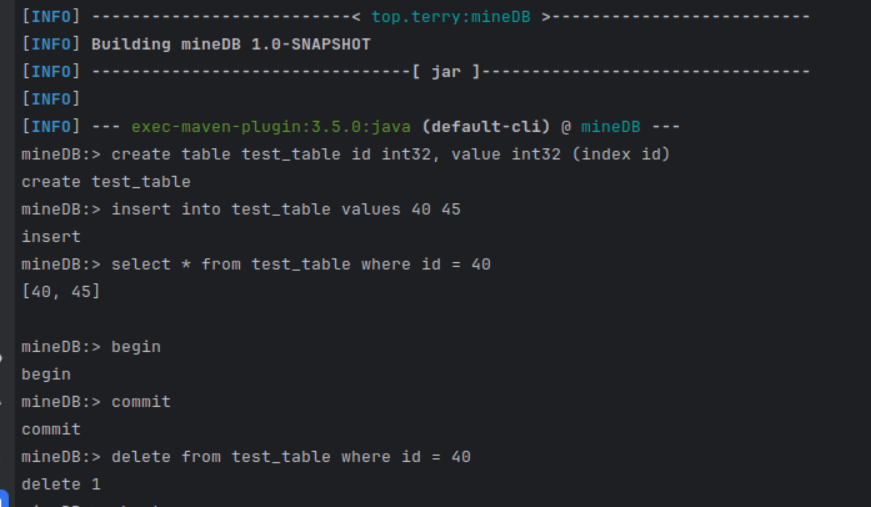 [INFO] --------------------------< top.terry:mineDB >--------------------------
[INFO] Building mineDB 1.0-SNAPSHOT
[INFO] --------------------------------[ jar ]---------------------------------
[INFO]
[INFO] --- exec-maven-plugin:3.5.0:java (default-cli) @ mineDB ---
mineDB:> create table test_table id int32, value int32 (index id)
create test_table
mineDB:> insert into test_table values 40 45
insert
mineDB:> select * from test_table where id = 40
[40, 45]
mineDB:> begin
begin
mineDB:> commit
commit
mineDB:> delete from test_table where id = 40
delete 1